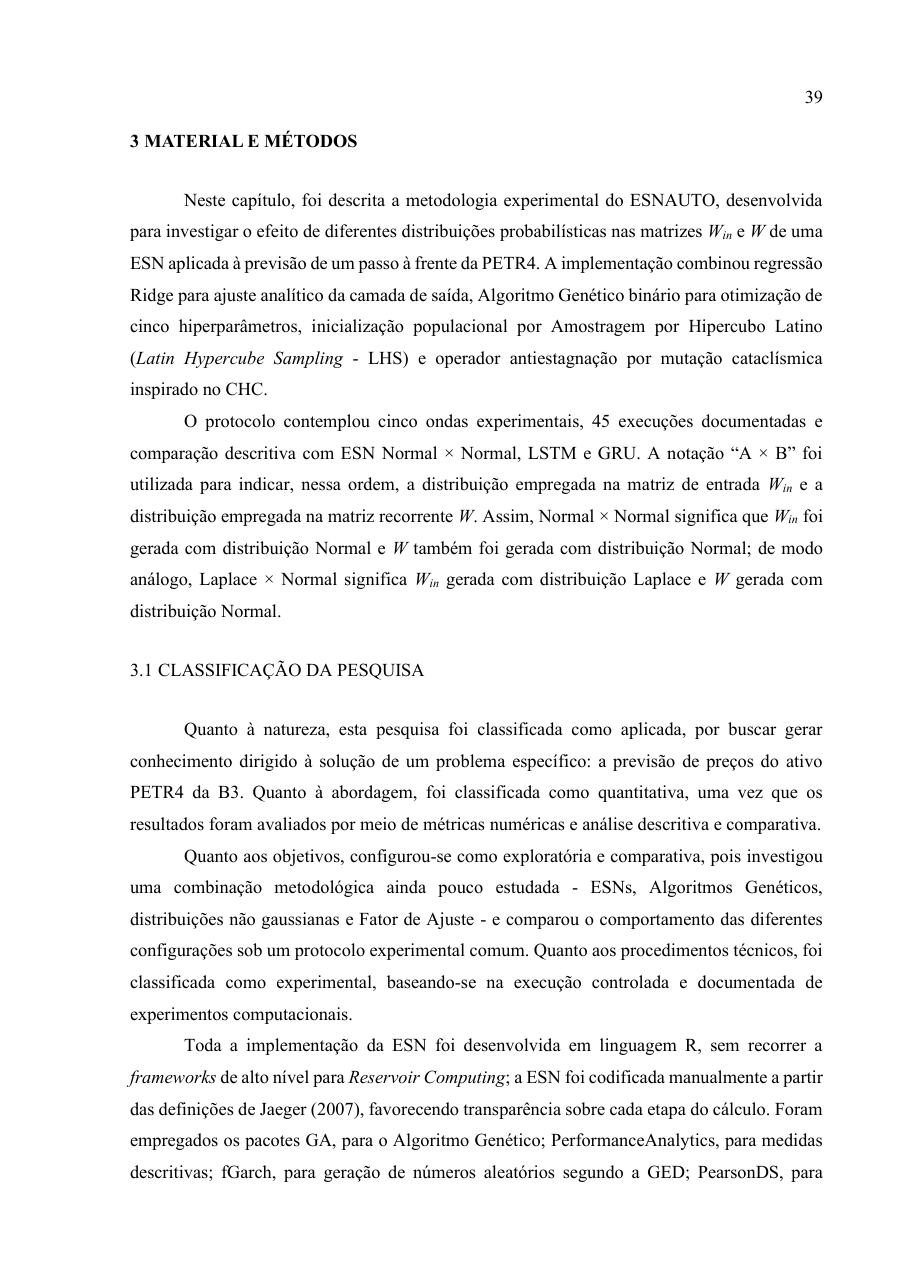 39
3 MATERIAL E MÉTODOS
Neste capítulo, foi descrita a metodologia experimental do ESNAUTO, desenvolvida
para investigar o efeito de diferentes distribuições probabilísticas nas matrizes Win e W de uma
ESN aplicada à previsão de um passo à frente da PETR4. A implementação combinou regressão
Ridge para ajuste analítico da camada de saída, Algoritmo Genético binário para otimização de
cinco hiperparâmetros, inicialização populacional por Amostragem por Hipercubo Latino
(Latin Hypercube Sampling - LHS) e operador antiestagnação por mutação cataclísmica
inspirado no CHC.
O protocolo contemplou cinco ondas experimentais, 45 execuções documentadas e
comparação descritiva com ESN Normal × Normal, LSTM e GRU. A notação “A × B” foi
utilizada para indicar, nessa ordem, a distribuição empregada na matriz de entrada Win e a
distribuição empregada na matriz recorrente W. Assim, Normal × Normal significa que Win foi
gerada com distribuição Normal e W também foi gerada com distribuição Normal; de modo
análogo, Laplace × Normal significa Win gerada com distribuição Laplace e W gerada com
distribuição Normal.
3.1 CLASSIFICAÇÃO DA PESQUISA
Quanto à natureza, esta pesquisa foi classificada como aplicada, por buscar gerar
conhecimento dirigido à solução de um problema específico: a previsão de preços do ativo
PETR4 da B3. Quanto à abordagem, foi classificada como quantitativa, uma vez que os
resultados foram avaliados por meio de métricas numéricas e análise descritiva e comparativa.
Quanto aos objetivos, configurou-se como exploratória e comparativa, pois investigou
uma combinação metodológica ainda pouco estudada - ESNs, Algoritmos Genéticos,
distribuições não gaussianas e Fator de Ajuste - e comparou o comportamento das diferentes
configurações sob um protocolo experimental comum. Quanto aos procedimentos técnicos, foi
classificada como experimental, baseando-se na execução controlada e documentada de
experimentos computacionais.
Toda a implementação da ESN foi desenvolvida em linguagem R, sem recorrer a
frameworks de alto nível para Reservoir Computing; a ESN foi codificada manualmente a partir
das definições de Jaeger (2007), favorecendo transparência sobre cada etapa do cálculo. Foram
empregados os pacotes GA, para o Algoritmo Genético; PerformanceAnalytics, para medidas
descritivas; fGarch, para geração de números aleatórios segundo a GED; PearsonDS, para